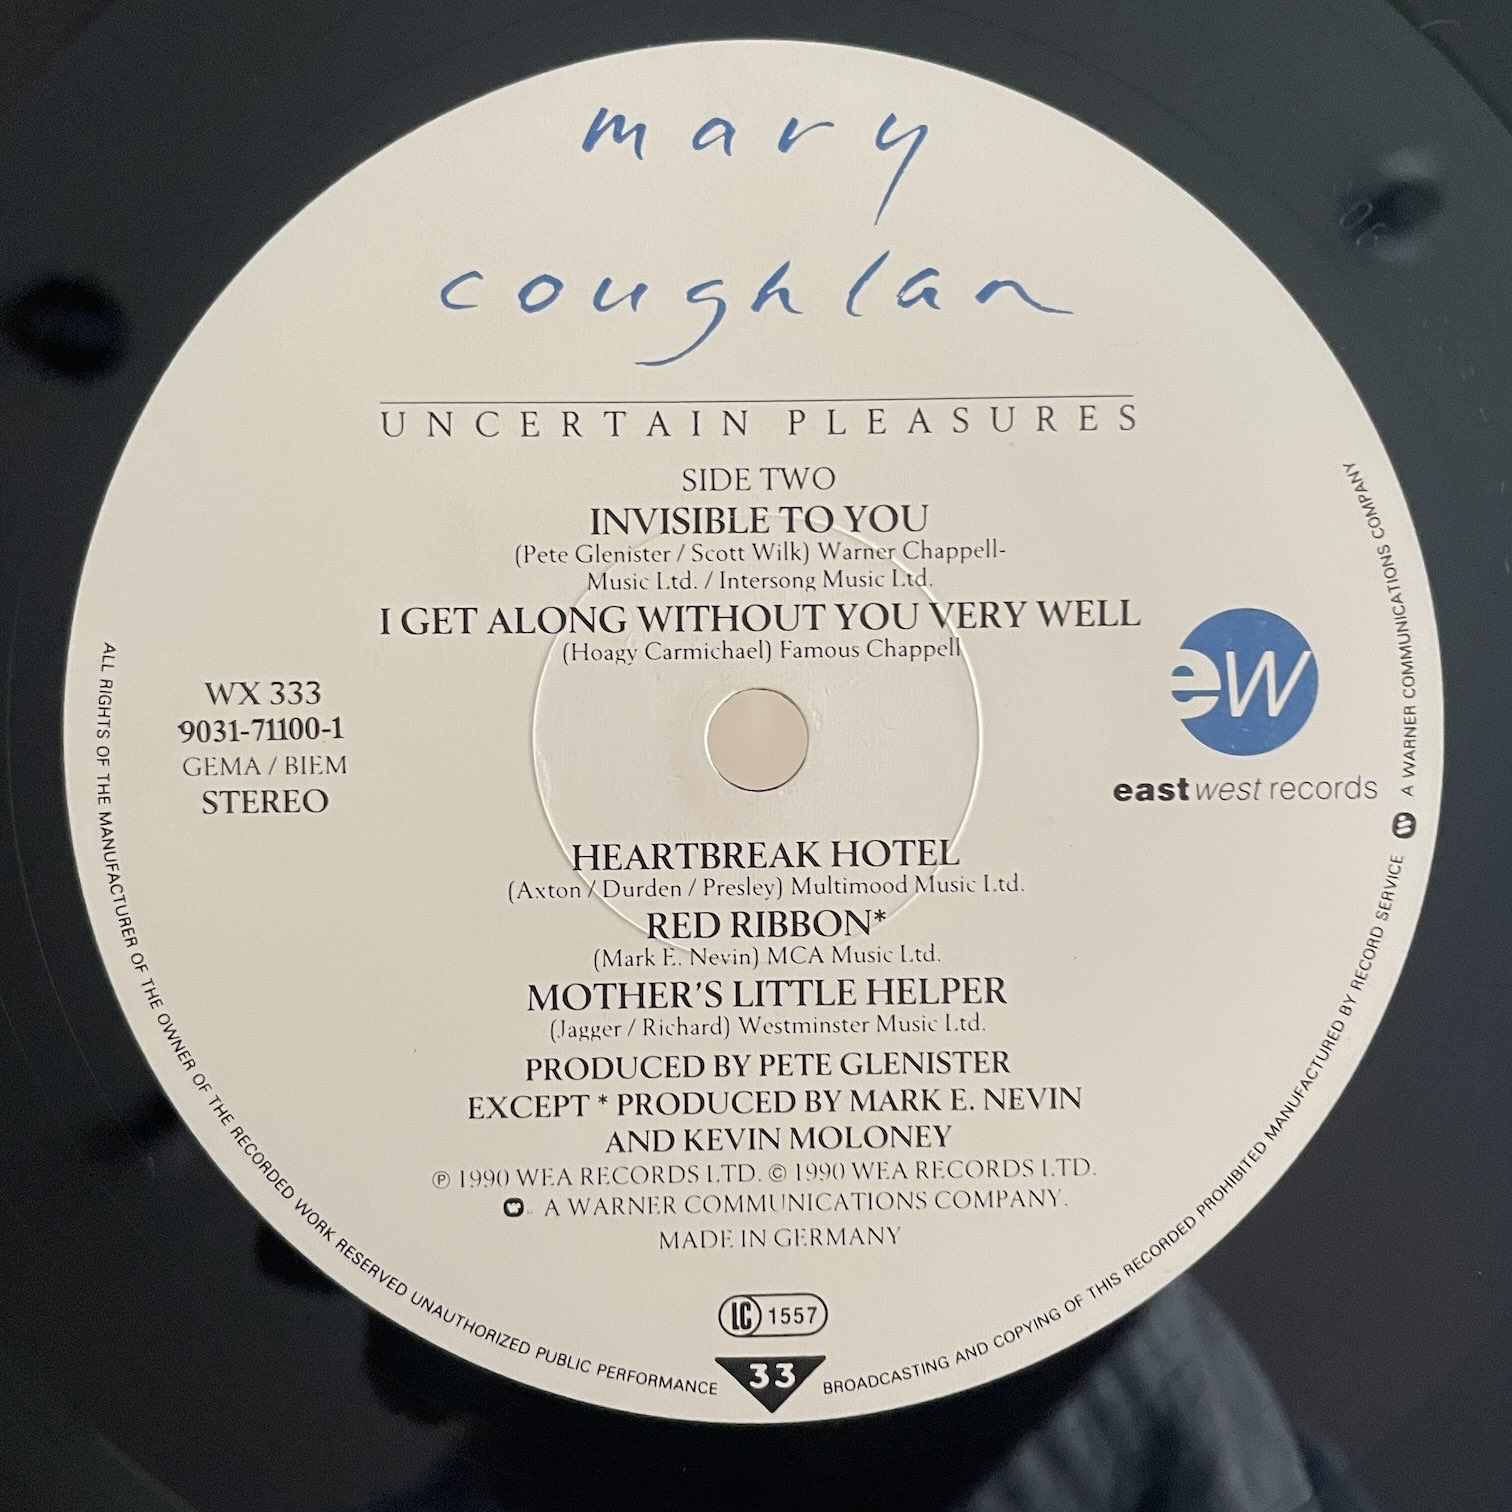 mary
coughlan
UNCERTAIN PLEASURES
SIDE TWO
INVISIBLE TO YOU
(Pete Glenister / Scott Wilk) Warner Chappell-
Music Ltd. / Intersong Music Ltd.
I GET ALONG WITHOUT YOU VERY WELL
(Hoagy Carmichael) Famous Chappell
WX 333
9031-71100-1
GEMA / BIEM
STEREO
ew
eastwest records
HEARTBREAK HOTEL
(Axton / Durden / Presley) Multimood Music Ltd.
RED RIBBON*
(Mark E. Nevin) MCA Music Ltd.
MOTHER'S LITTLE HELPER
(Jagger / Richard) Westminster Music Ltd.
PRODUCED BY PETE GLENISTER
EXCEPT * PRODUCED BY MARK E. NEVIN
AND KEVIN MOLONEY
℗ 1990 WEA RECORDS LTD. © 1990 WEA RECORDS LTD.
A WARNER COMMUNICATIONS COMPANY.
MADE IN GERMANY
LC 1557
33
ALL RIGHTS OF THE MANUFACTURER OF THE OWNER OF THE RECORDED WORK RESERVED UNAUTHORIZED PUBLIC PERFORMANCE BROADCASTING AND COPYING OF THIS RECORDED PROHIBITED MANUFACTURED BY RECORD SERVICE A WARNER COMMUNICATIONS COMPANY